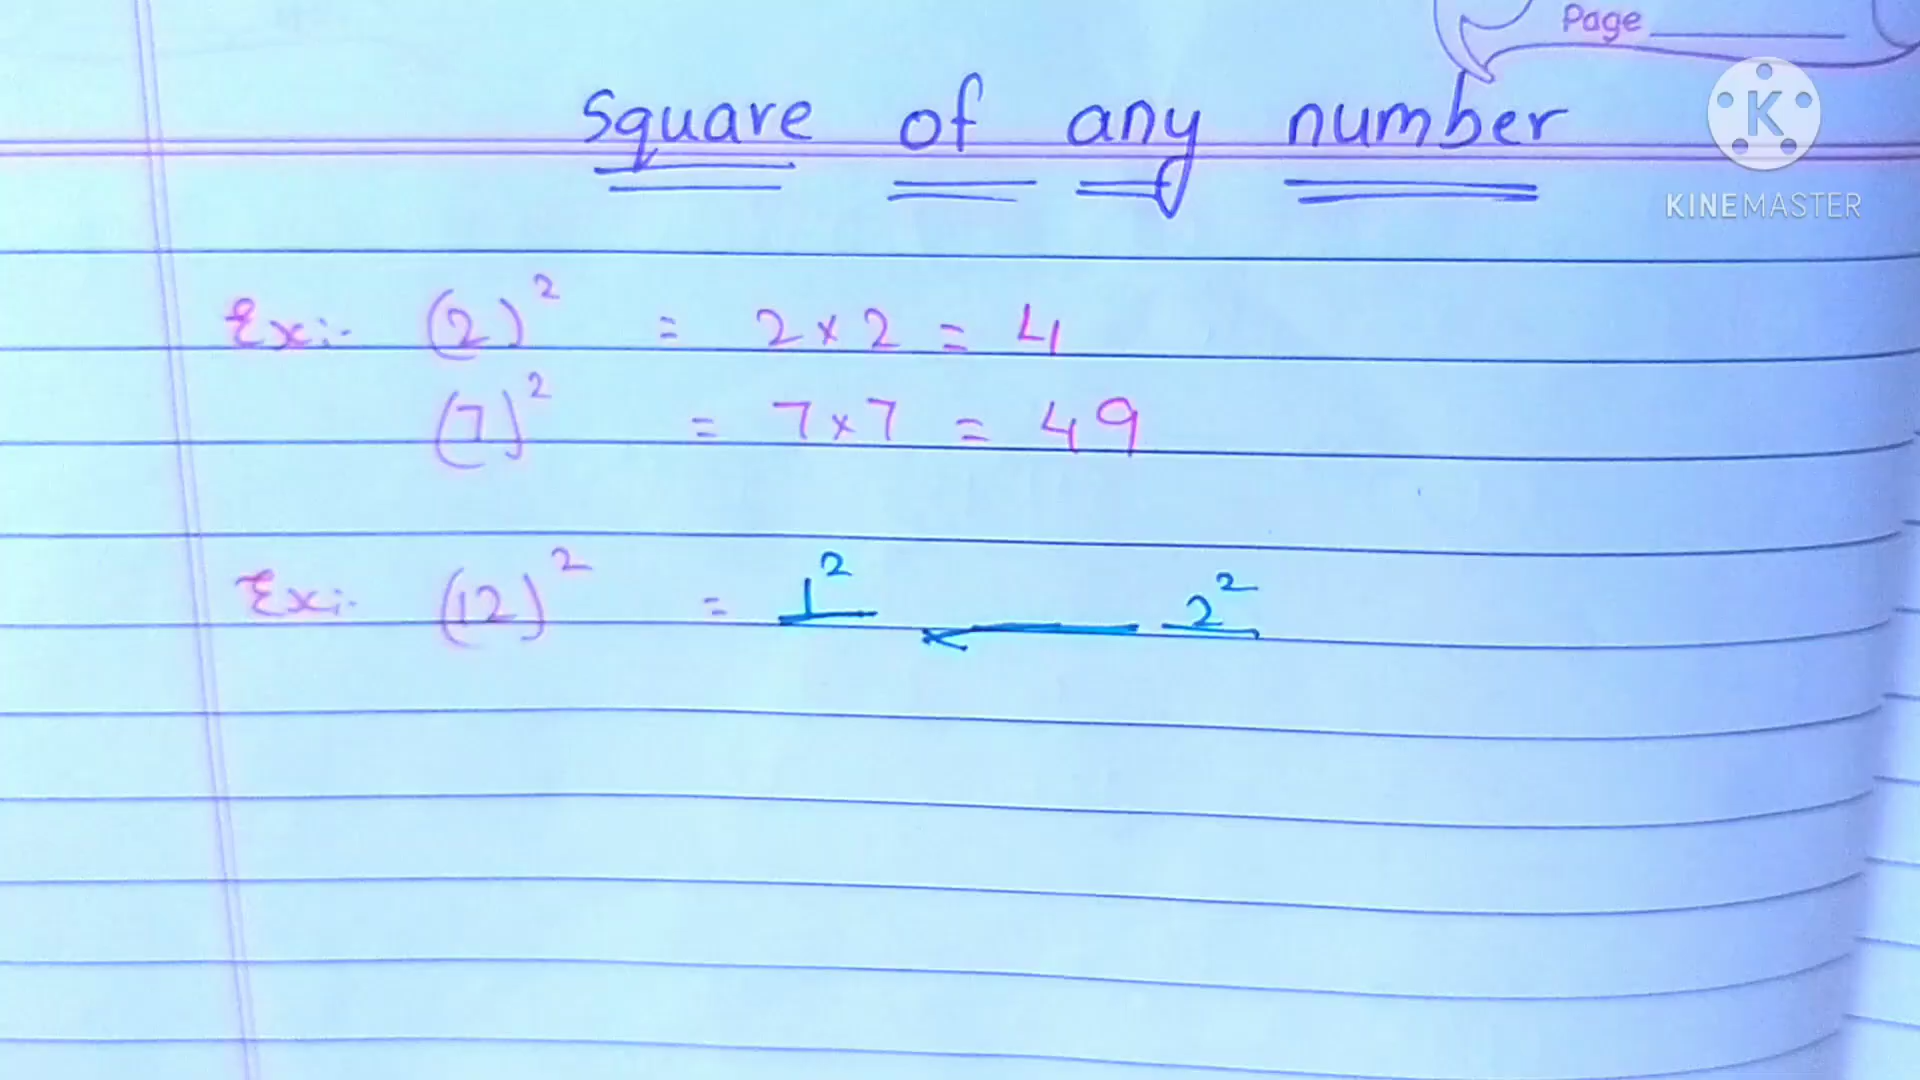 Page
square of any number
K
KINEMASTER
Ex:- (2)² = 2×2 = 4
(7)² = 7×7 = 49
Ex:- (12)² = 1² 2²